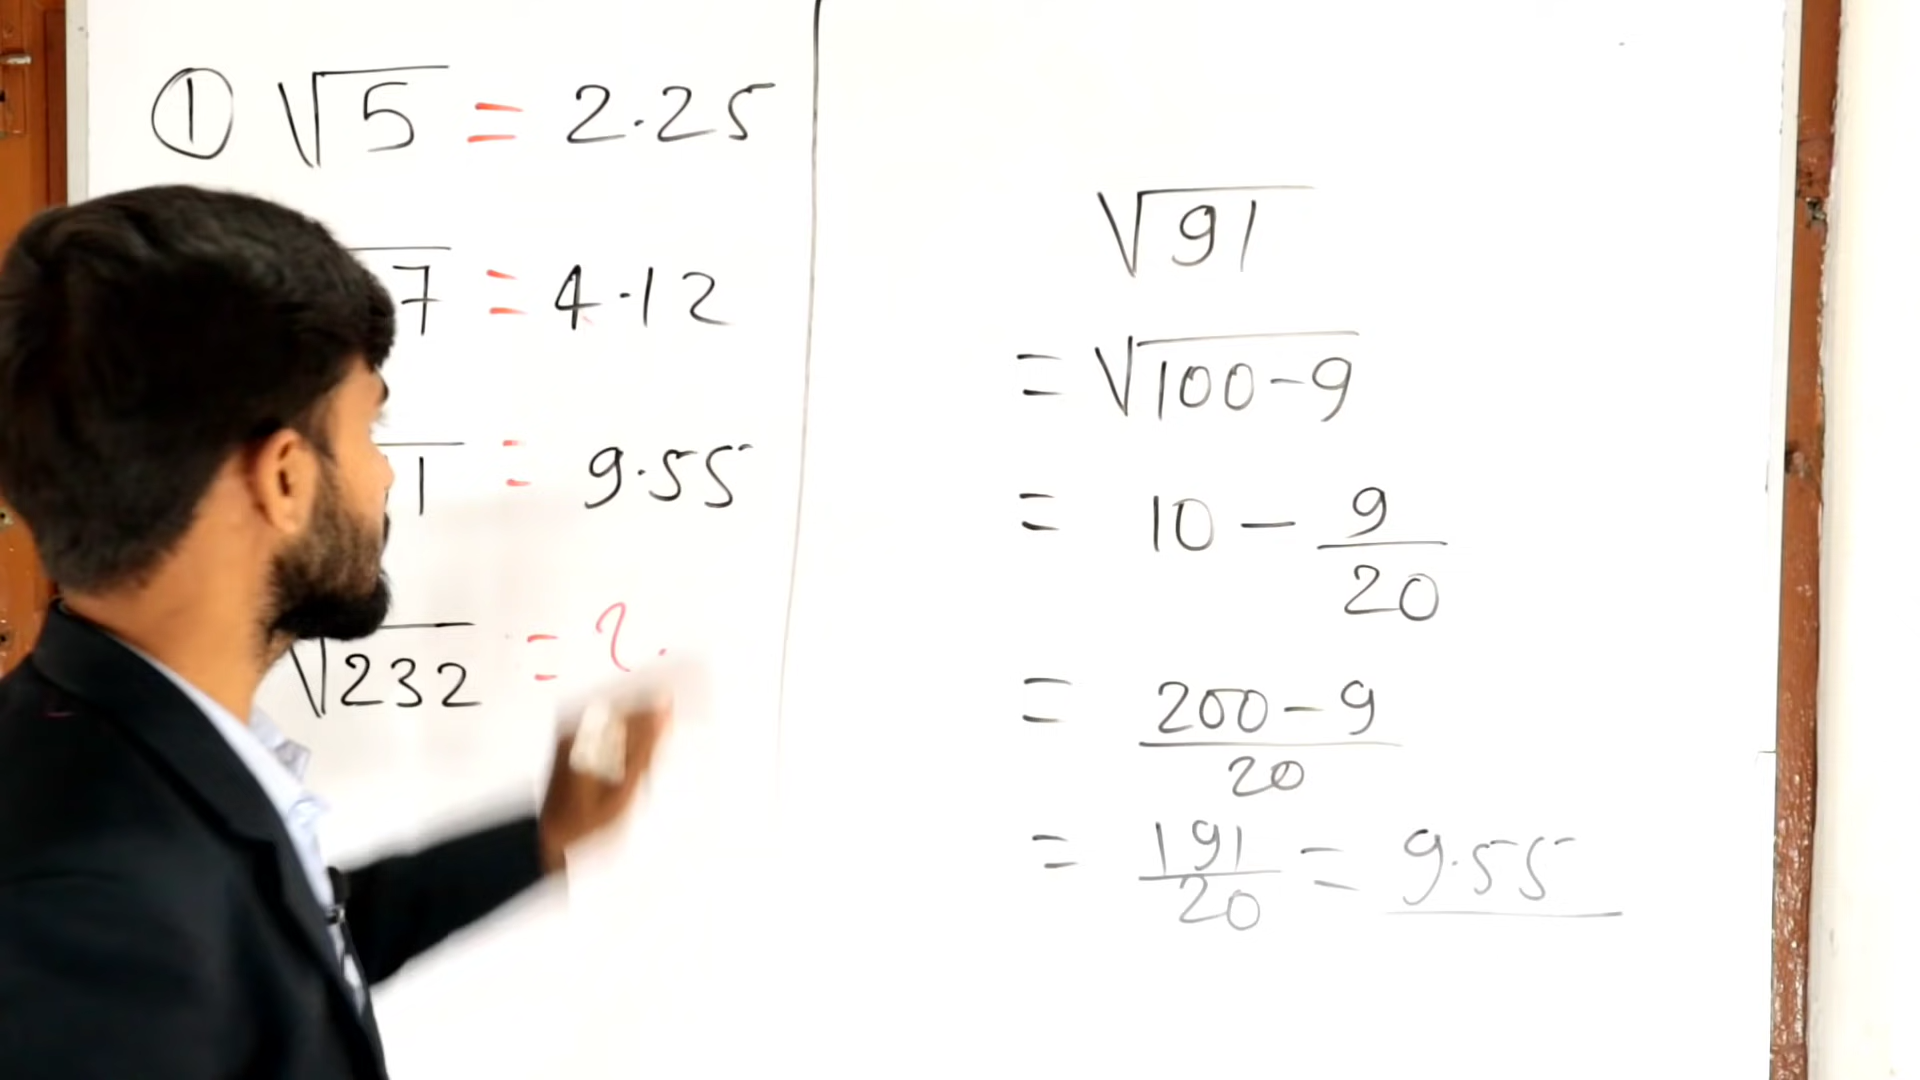 ① √5 = 2.25
7 = 4.12
1 = 9.55
√232 = ?
√91
= √100-9
= 10 - 9/20
= 200-9/20
= 191/20 = 9.55